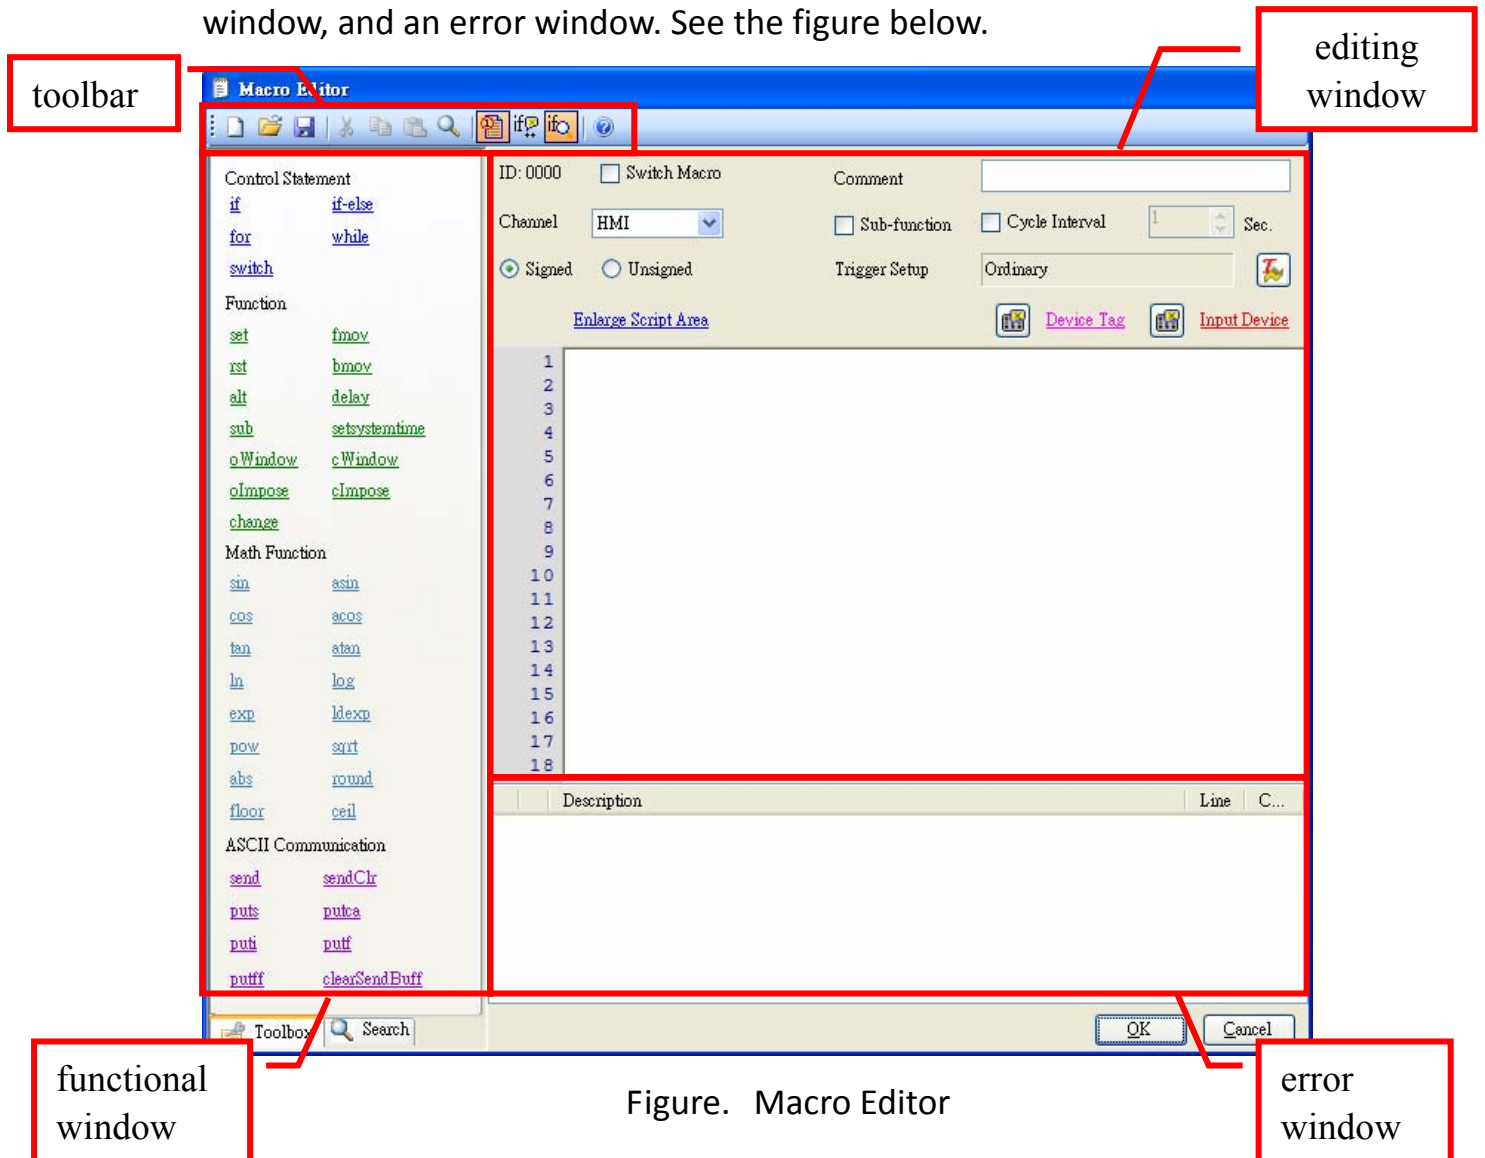 window, and an error window. See the figure below.
toolbar
editing
window
Macro Editor
ID: 0000 Switch Macro Comment
Channel HMI Sub-function Cycle Interval 1 Sec.
Signed Unsigned Trigger Setup Ordinary
Enlarge Script Area Device Tag Input Device
Control Statement
if if-else
for while
switch
Function
set fmov
rst bmov
alt delay
sub setsystemtime
oWindow cWindow
oImpose cImpose
change
Math Function
sin asin
cos acos
tan atan
ln log
exp ldexp
pow sqrt
abs round
floor ceil
ASCII Communication
send sendClr
puts putca
puti putf
putff clearSendBuff
Toolbox Search
1
2
3
4
5
6
7
8
9
10
11
12
13
14
15
16
17
18
Description Line C...
OK Cancel
functional
window
error
window
Figure. Macro Editor